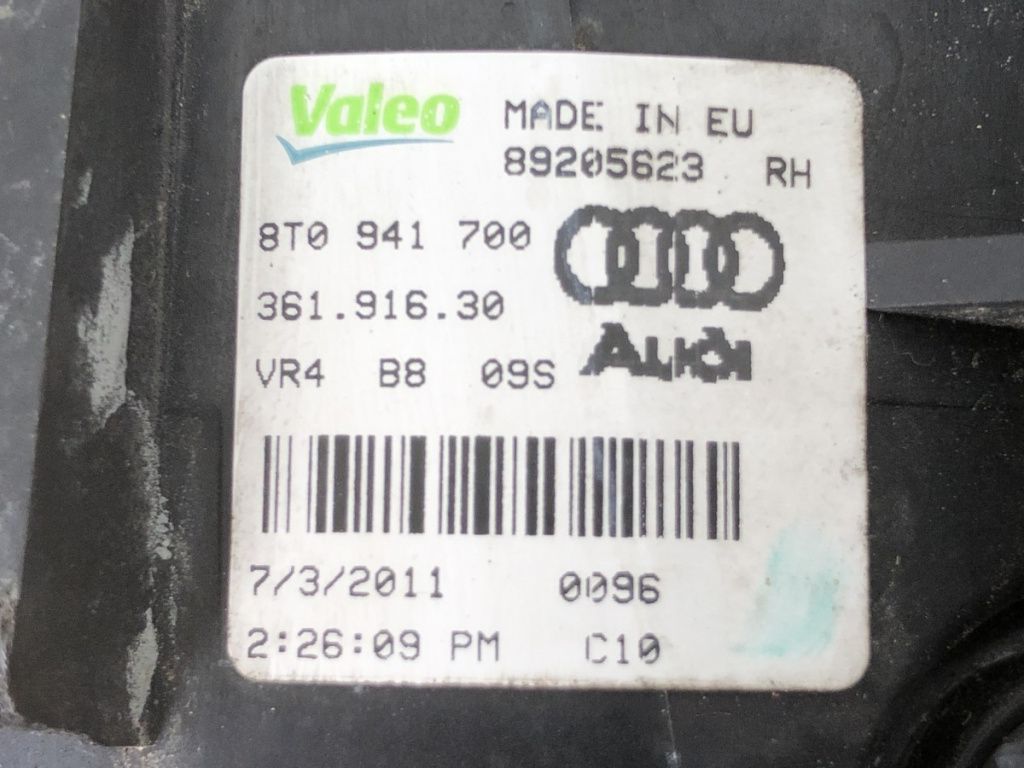 Valeo MADE IN EU
89205623 RH
8T0 941 700
361.916.30
VR4 B8 09S
Audi
7/3/2011 0096
2:26:09 PM C10